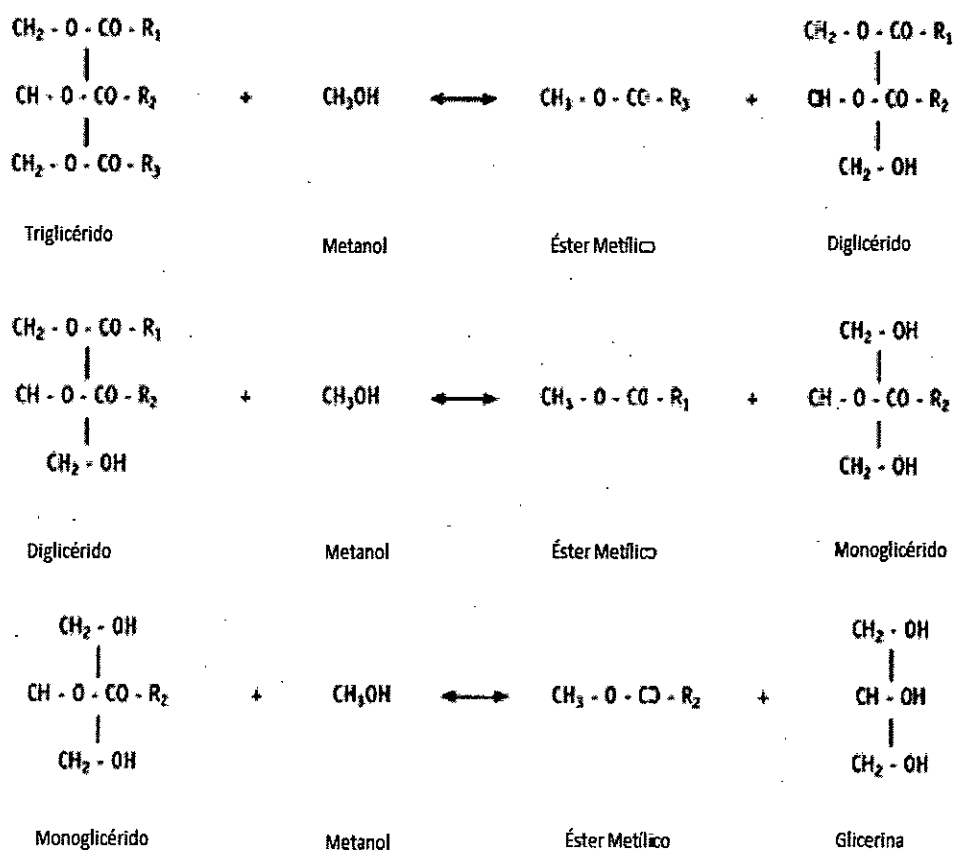 CH₂ - O - CO - R₁
CH - O - CO - R₂ + CH₃OH ↔ CH₃ - O - CO - R₃ + CH - O - CO - R₂
CH₂ - O - CO - R₃
CH₂ - O - CO - R₁
CH₂ - OH
Triglicérido Metanol Éster Metílico Diglicérido
CH₂ - O - CO - R₁ CH₂ - OH
CH - O - CO - R₂ + CH₃OH ↔ CH₃ - O - CO - R₁ + CH - O - CO - R₂
CH₂ - OH CH₂ - OH
Diglicérido Metanol Éster Metílico Monoglicérido
CH₂ - OH CH₂ - OH
CH - O - CO - R₂ + CH₃OH ↔ CH₃ - O - CO - R₂ + CH - OH
CH₂ - OH CH₂ - OH
Monoglicérido Metanol Éster Metílico Glicerina